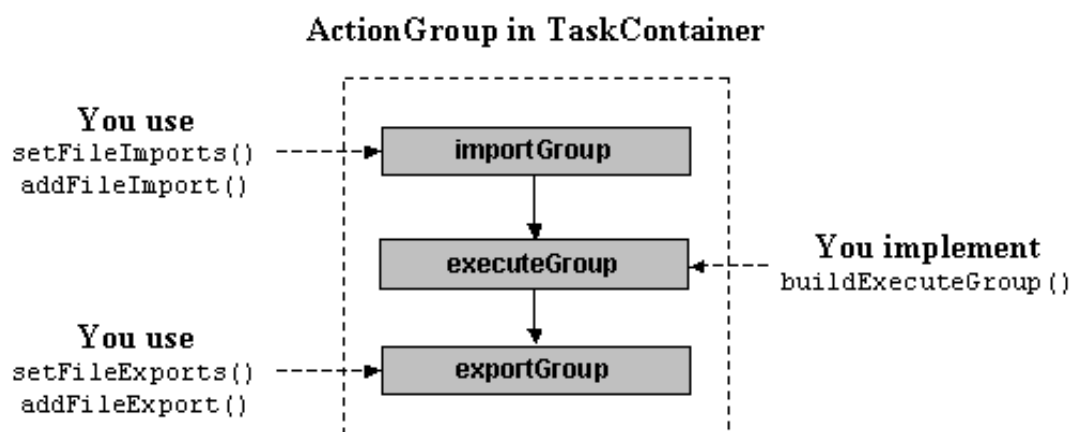 ActionGroup in TaskContainer
You use
setFileImports()
addFileImport()
importGroup
executeGroup
You implement
buildExecuteGroup()
You use
setFileExports()
addFileExport()
exportGroup